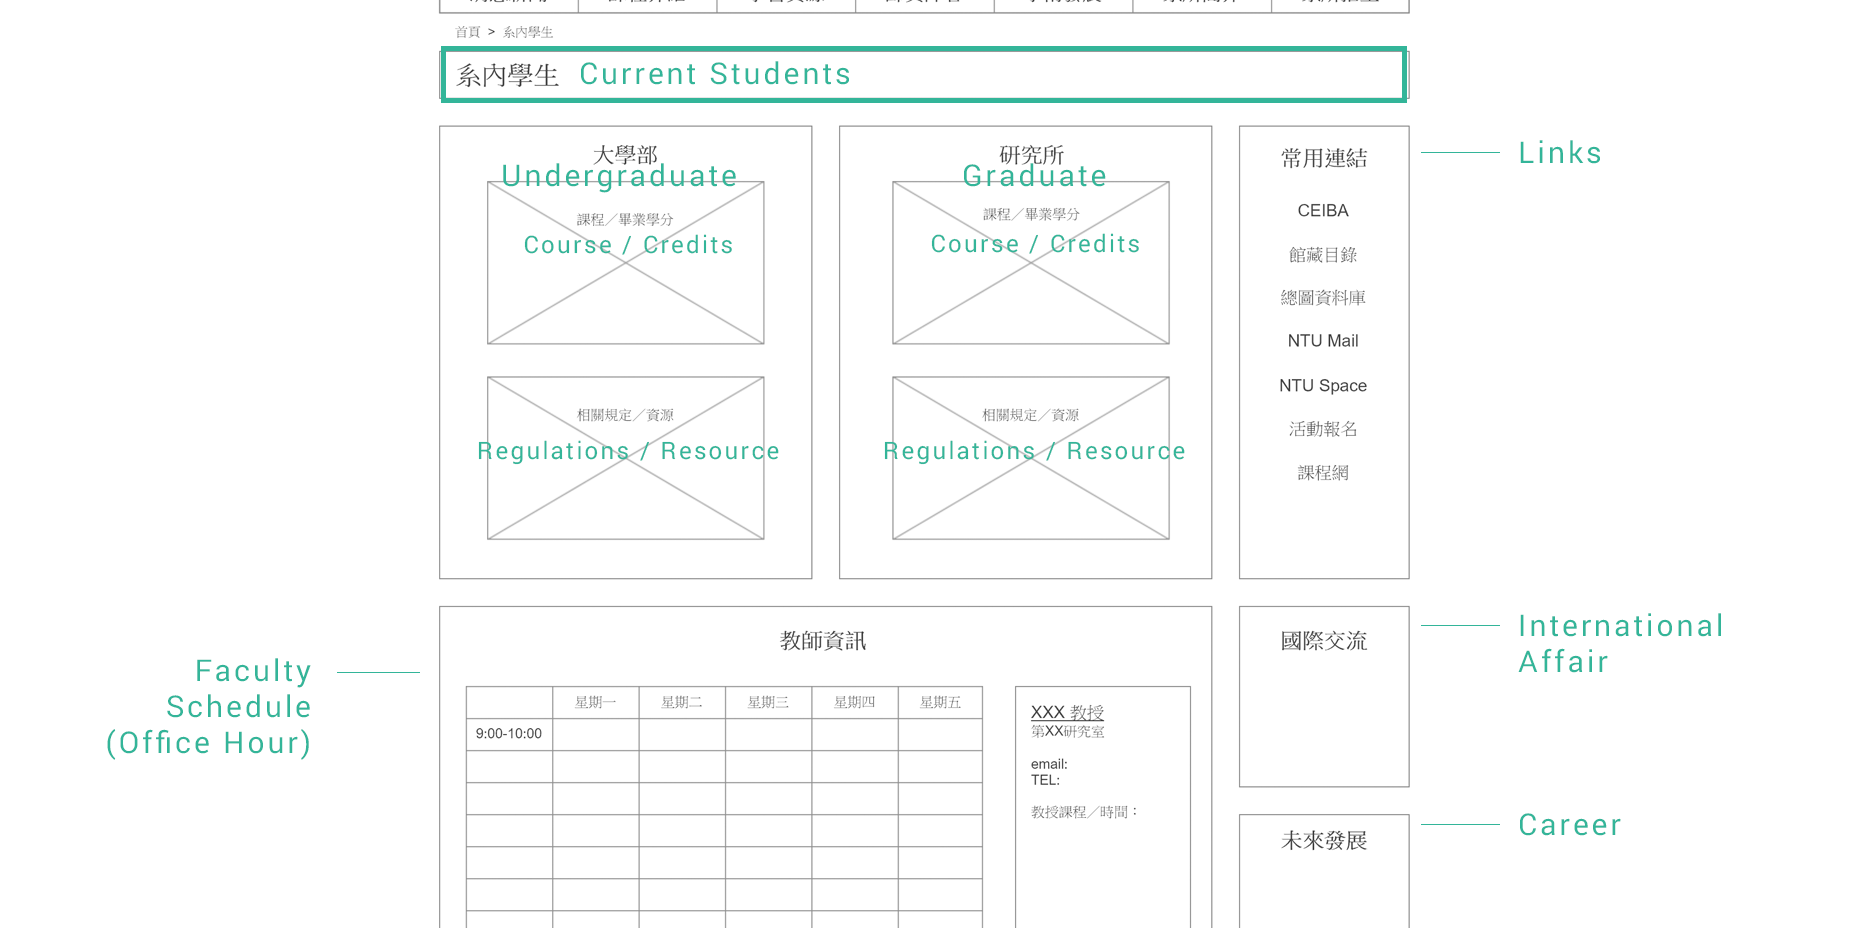 首頁 > 系內學生
系內學生 Current Students
大學部
Undergraduate
課程／畢業學分
Course / Credits
相關規定／資源
Regulations / Resource
研究所
Graduate
課程／畢業學分
Course / Credits
相關規定／資源
Regulations / Resource
常用連結
Links
CEIBA
館藏目錄
總圖資料庫
NTU Mail
NTU Space
活動報名
課程網
Faculty
Schedule
(Office Hour)
教師資訊
星期一 星期二 星期三 星期四 星期五
9:00-10:00
XXX 教授
第XX研究室
email:
TEL:
教授課程／時間：
國際交流
International
Affair
未來發展
Career